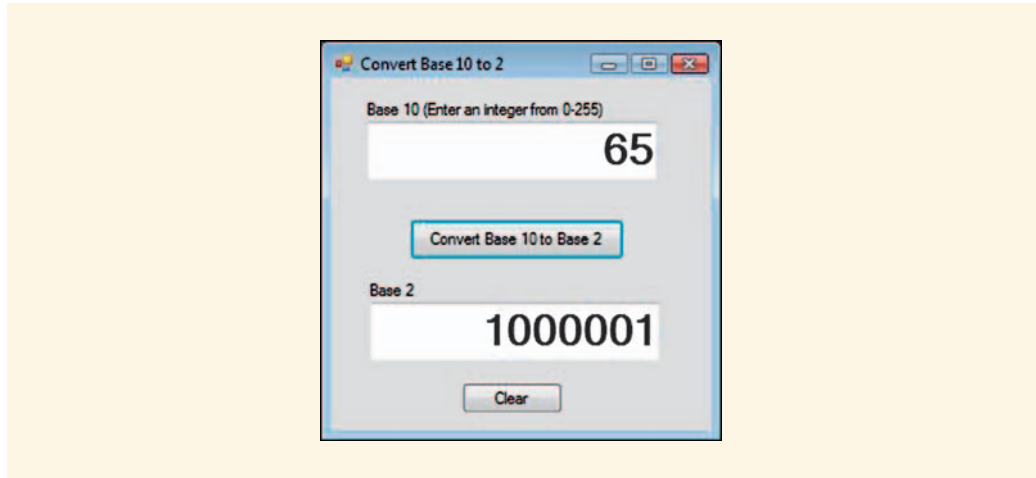 Convert Base 10 to 2
Base 10 (Enter an integer from 0-255)
65
Convert Base 10 to Base 2
Base 2
1000001
Clear